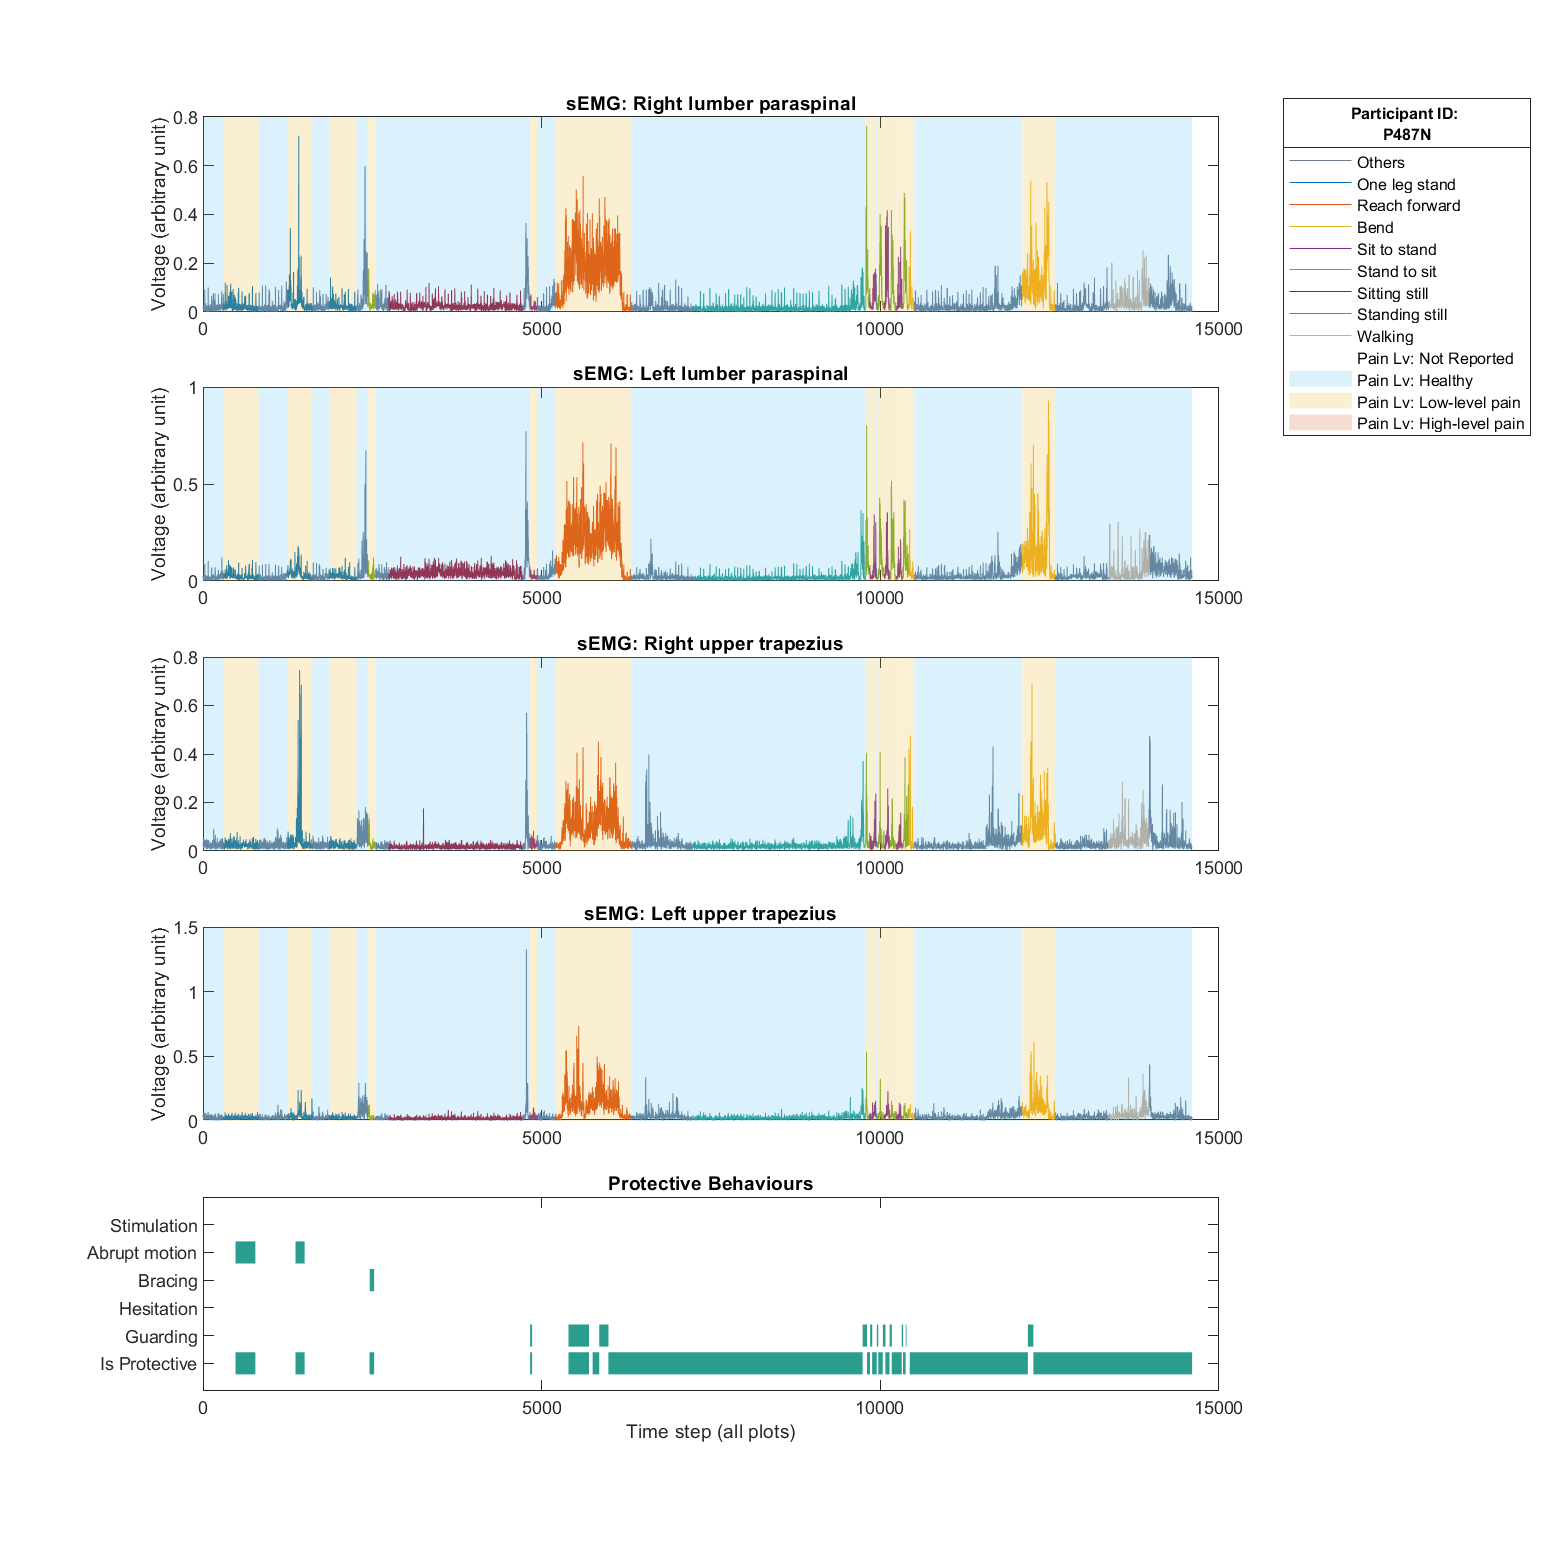 sEMG: Right lumber paraspinal
Voltage (arbitrary unit)
0.8
0.6
0.4
0.2
0
0 5000 10000 15000
Participant ID:
P487N
Others
One leg stand
Reach forward
Bend
Sit to stand
Stand to sit
Sitting still
Standing still
Walking
Pain Lv: Not Reported
Pain Lv: Healthy
Pain Lv: Low-level pain
Pain Lv: High-level pain
sEMG: Left lumber paraspinal
Voltage (arbitrary unit)
1
0.5
0
0 5000 10000 15000
sEMG: Right upper trapezius
Voltage (arbitrary unit)
0.8
0.6
0.4
0.2
0
0 5000 10000 15000
sEMG: Left upper trapezius
Voltage (arbitrary unit)
1.5
1
0.5
0
0 5000 10000 15000
Protective Behaviours
Stimulation
Abrupt motion
Bracing
Hesitation
Guarding
Is Protective
0 5000 10000 15000
Time step (all plots)